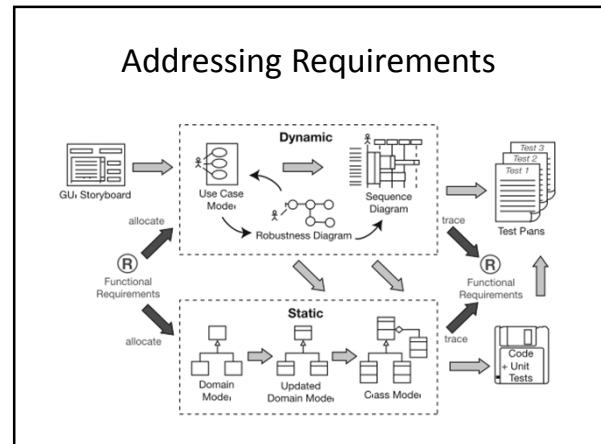 Addressing Requirements
Dynamic
GUI Storyboard
Use Case
Model
Robustness Diagram
Sequence
Diagram
Test 3
Test 2
Test 1
Test Plans
allocate
trace
R
Functional
Requirements
R
Functional
Requirements
allocate
trace
Static
Domain
Model
Updated
Domain Model
Class Model
Code
+ Unit
Tests